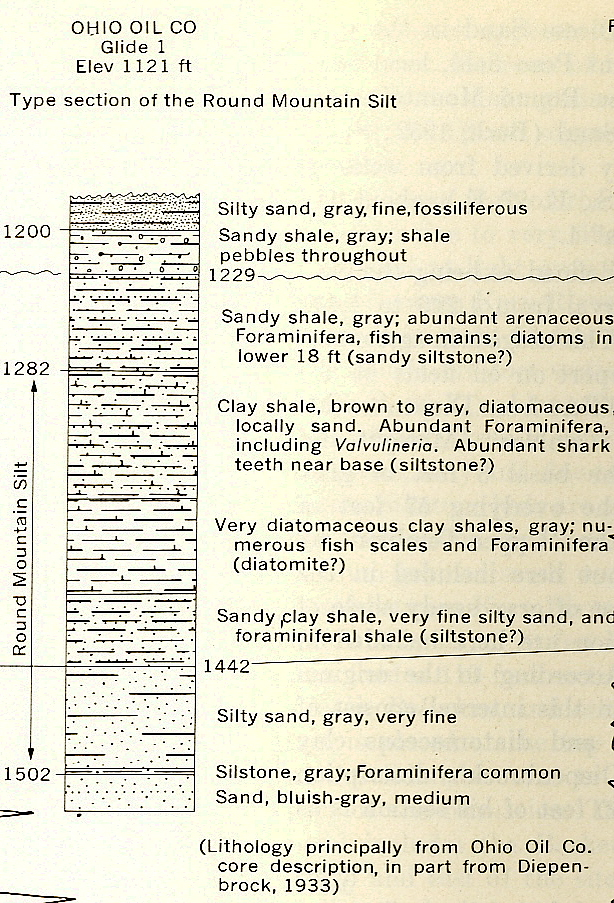 OHIO OIL CO
Glide 1
Elev 1121 ft
Type section of the Round Mountain Silt
Silty sand, gray, fine, fossiliferous
1200
Sandy shale, gray; shale
pebbles throughout
1229
Sandy shale, gray; abundant arenaceous
Foraminifera, fish remains; diatoms in
lower 18 ft (sandy siltstone?)
1282
Clay shale, brown to gray, diatomaceous,
locally sand. Abundant Foraminifera,
including Valvulineria. Abundant shark
teeth near base (siltstone?)
Round Mountain Silt
Very diatomaceous clay shales, gray; nu-
merous fish scales and Foraminifera
(diatomite?)
Sandy clay shale, very fine silty sand, and
foraminiferal shale (siltstone?)
1442
Silty sand, gray, very fine
1502
Silstone, gray; Foraminifera common
Sand, bluish-gray, medium
(Lithology principally from Ohio Oil Co.
core description, in part from Diepen-
brock, 1933)